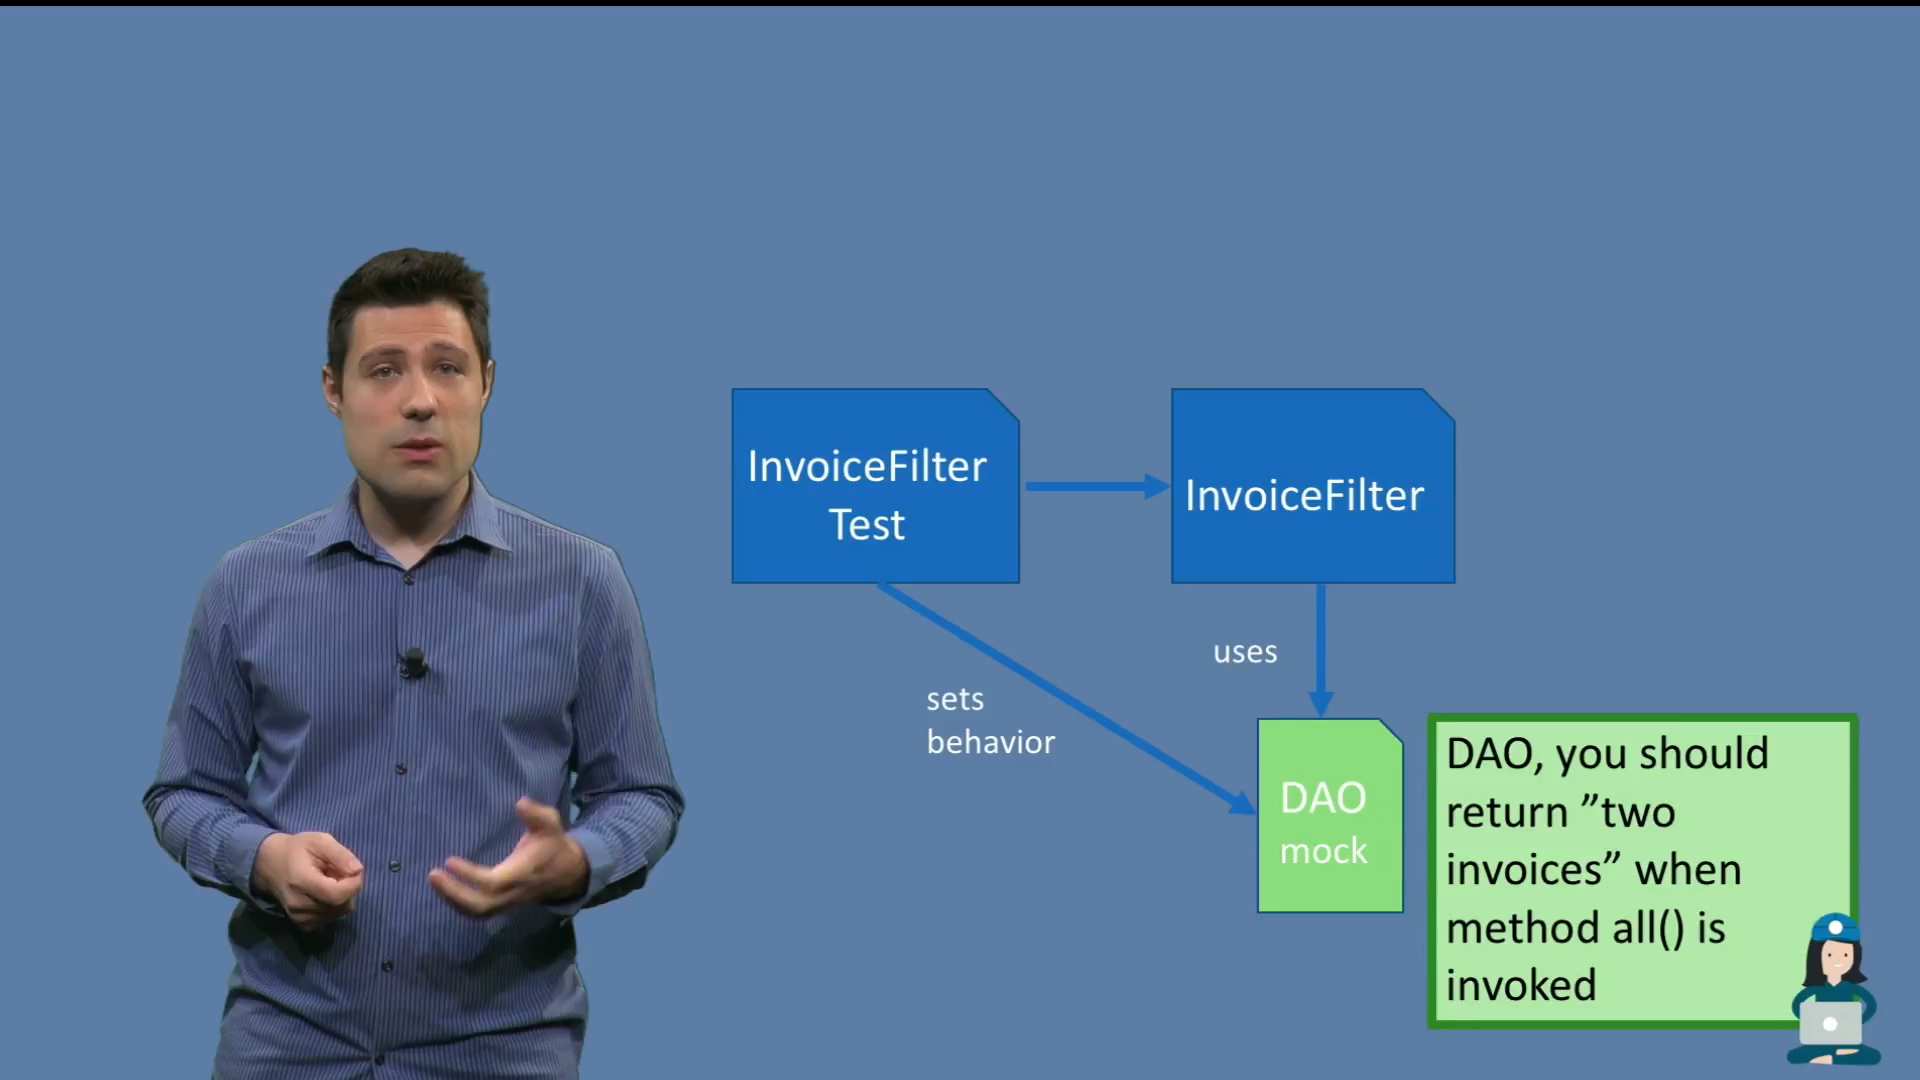 InvoiceFilter
Test
InvoiceFilter
uses
sets
behavior
DAO
mock
DAO, you should
return ”two
invoices” when
method all() is
invoked